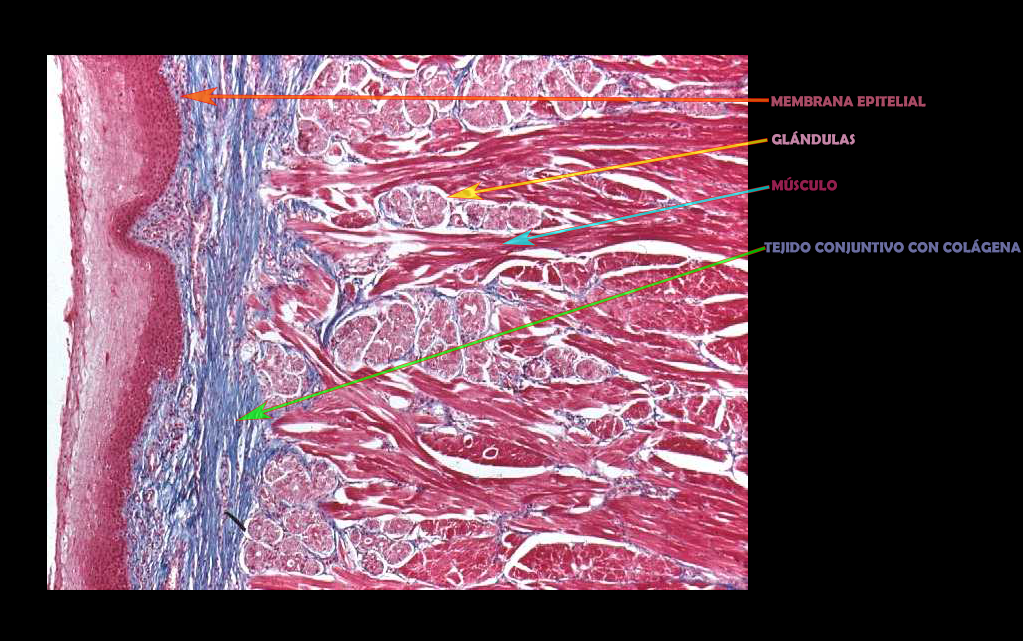 MEMBRANA EPITELIAL
GLÁNDULAS
MÚSCULO
TEJIDO CONJUNTIVO CON COLÁGENA